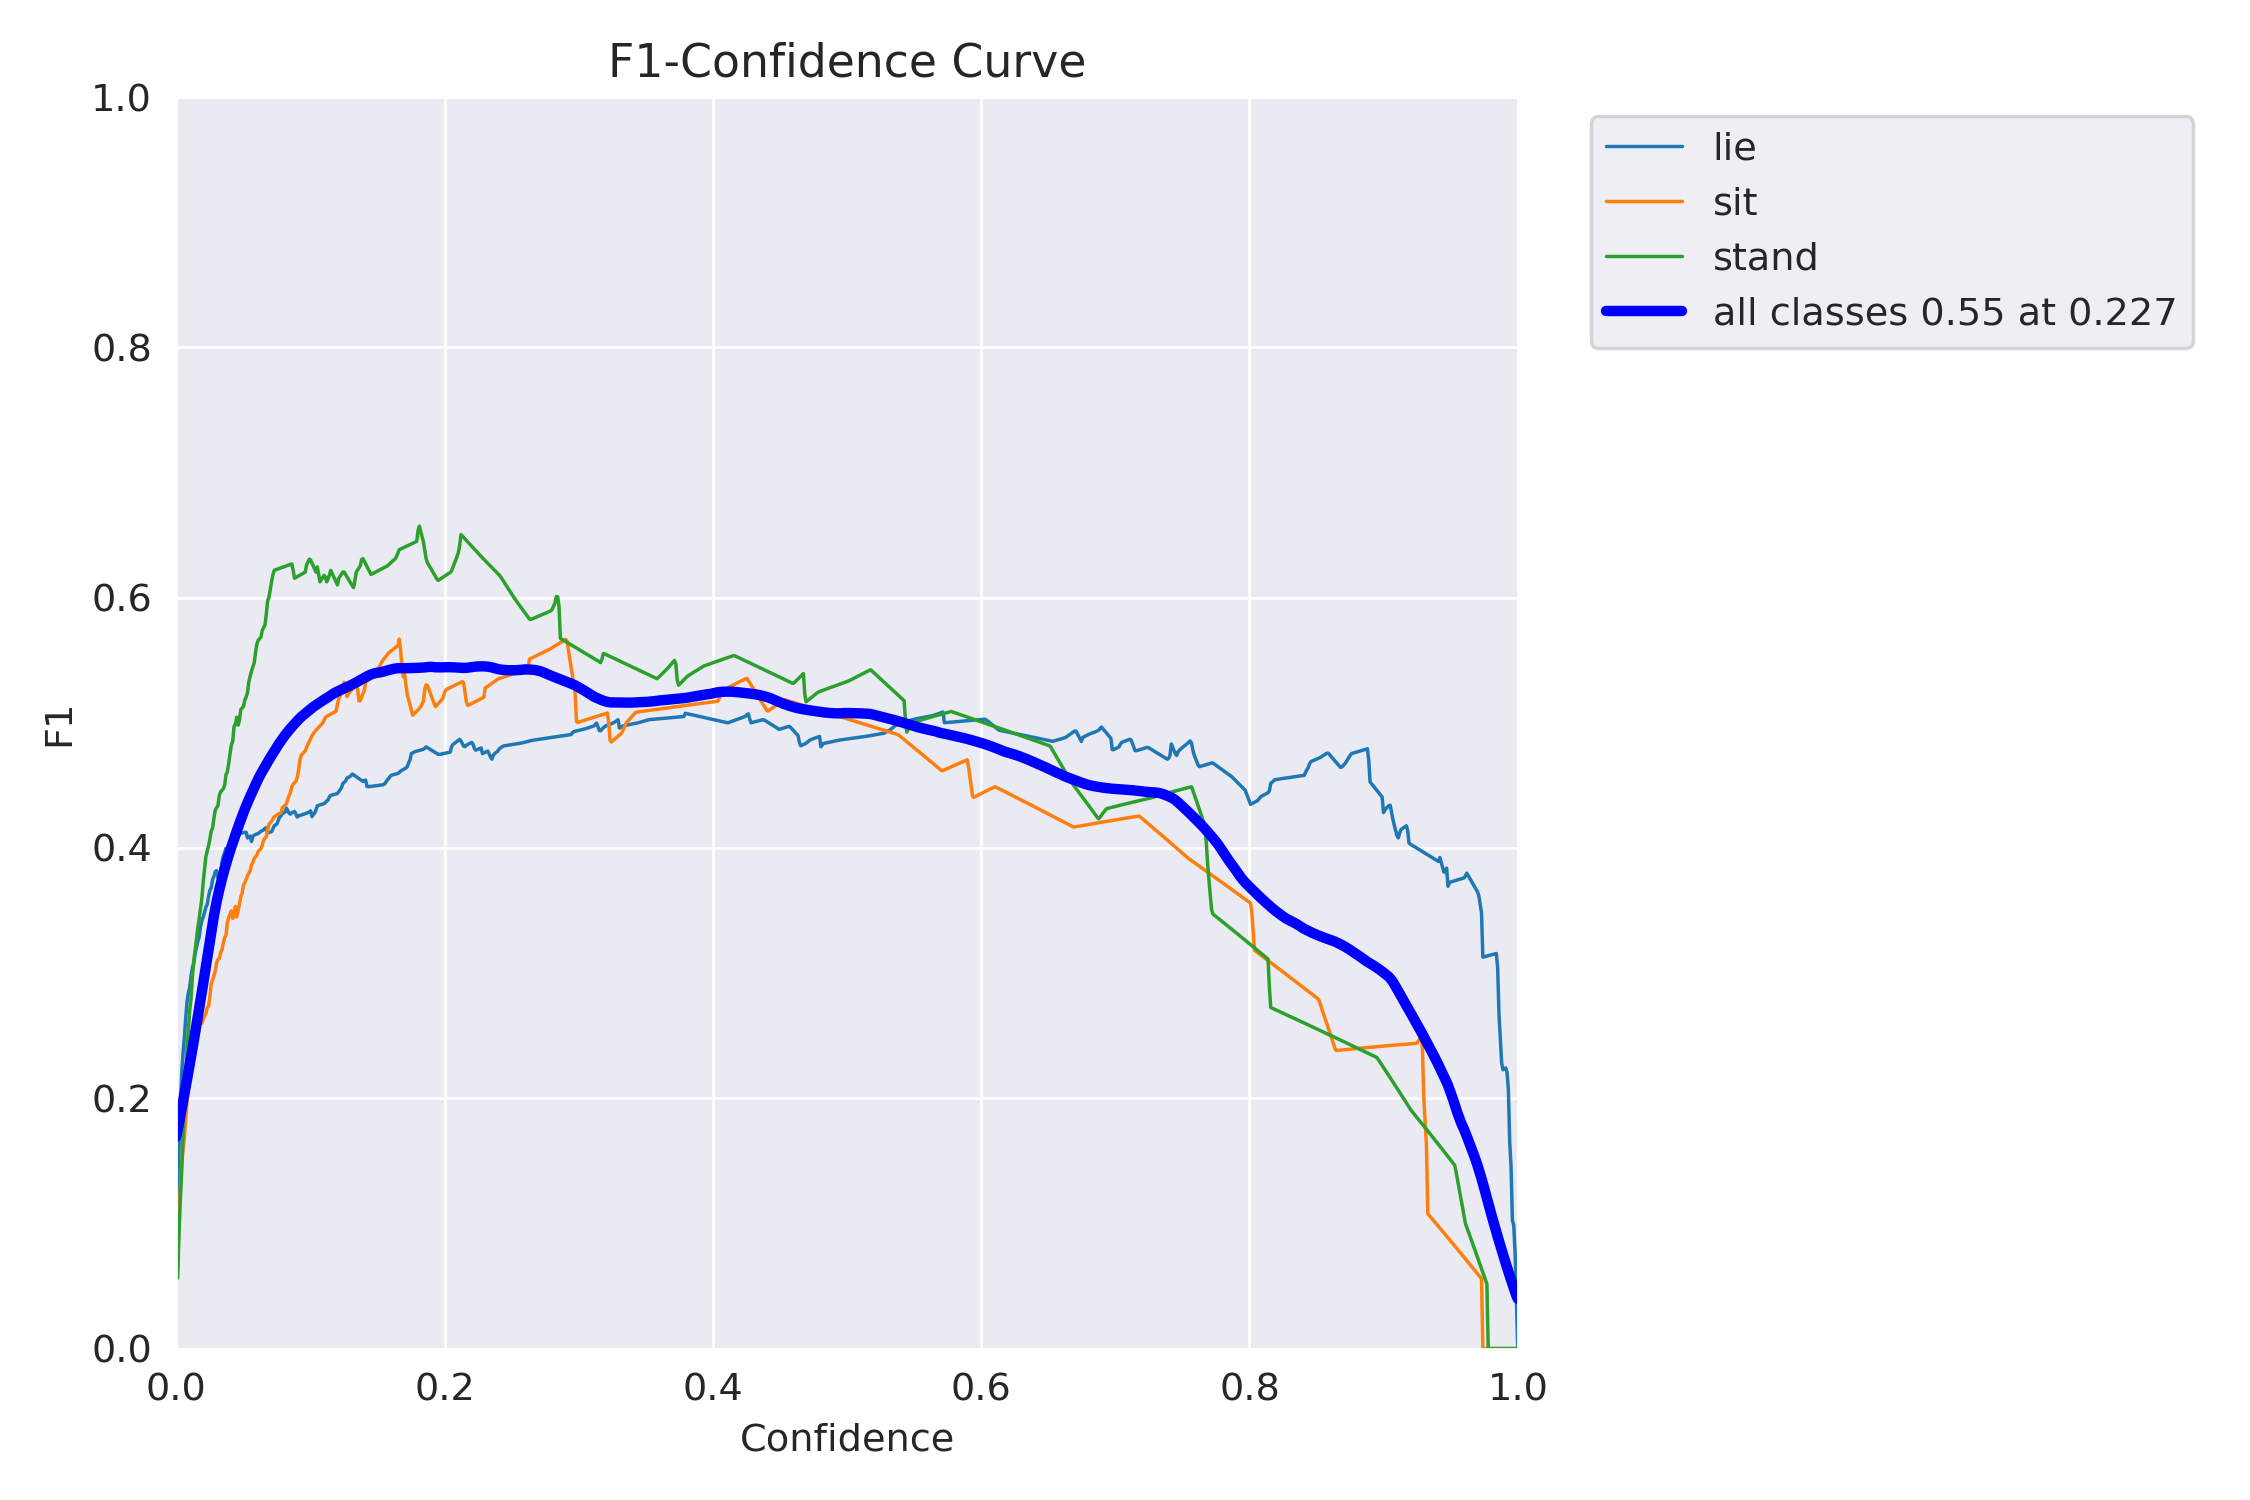 F1-Confidence Curve
1.0
0.8
0.6
0.4
0.2
0.0
F1
0.0 0.2 0.4 0.6 0.8 1.0
Confidence
lie
sit
stand
all classes 0.55 at 0.227